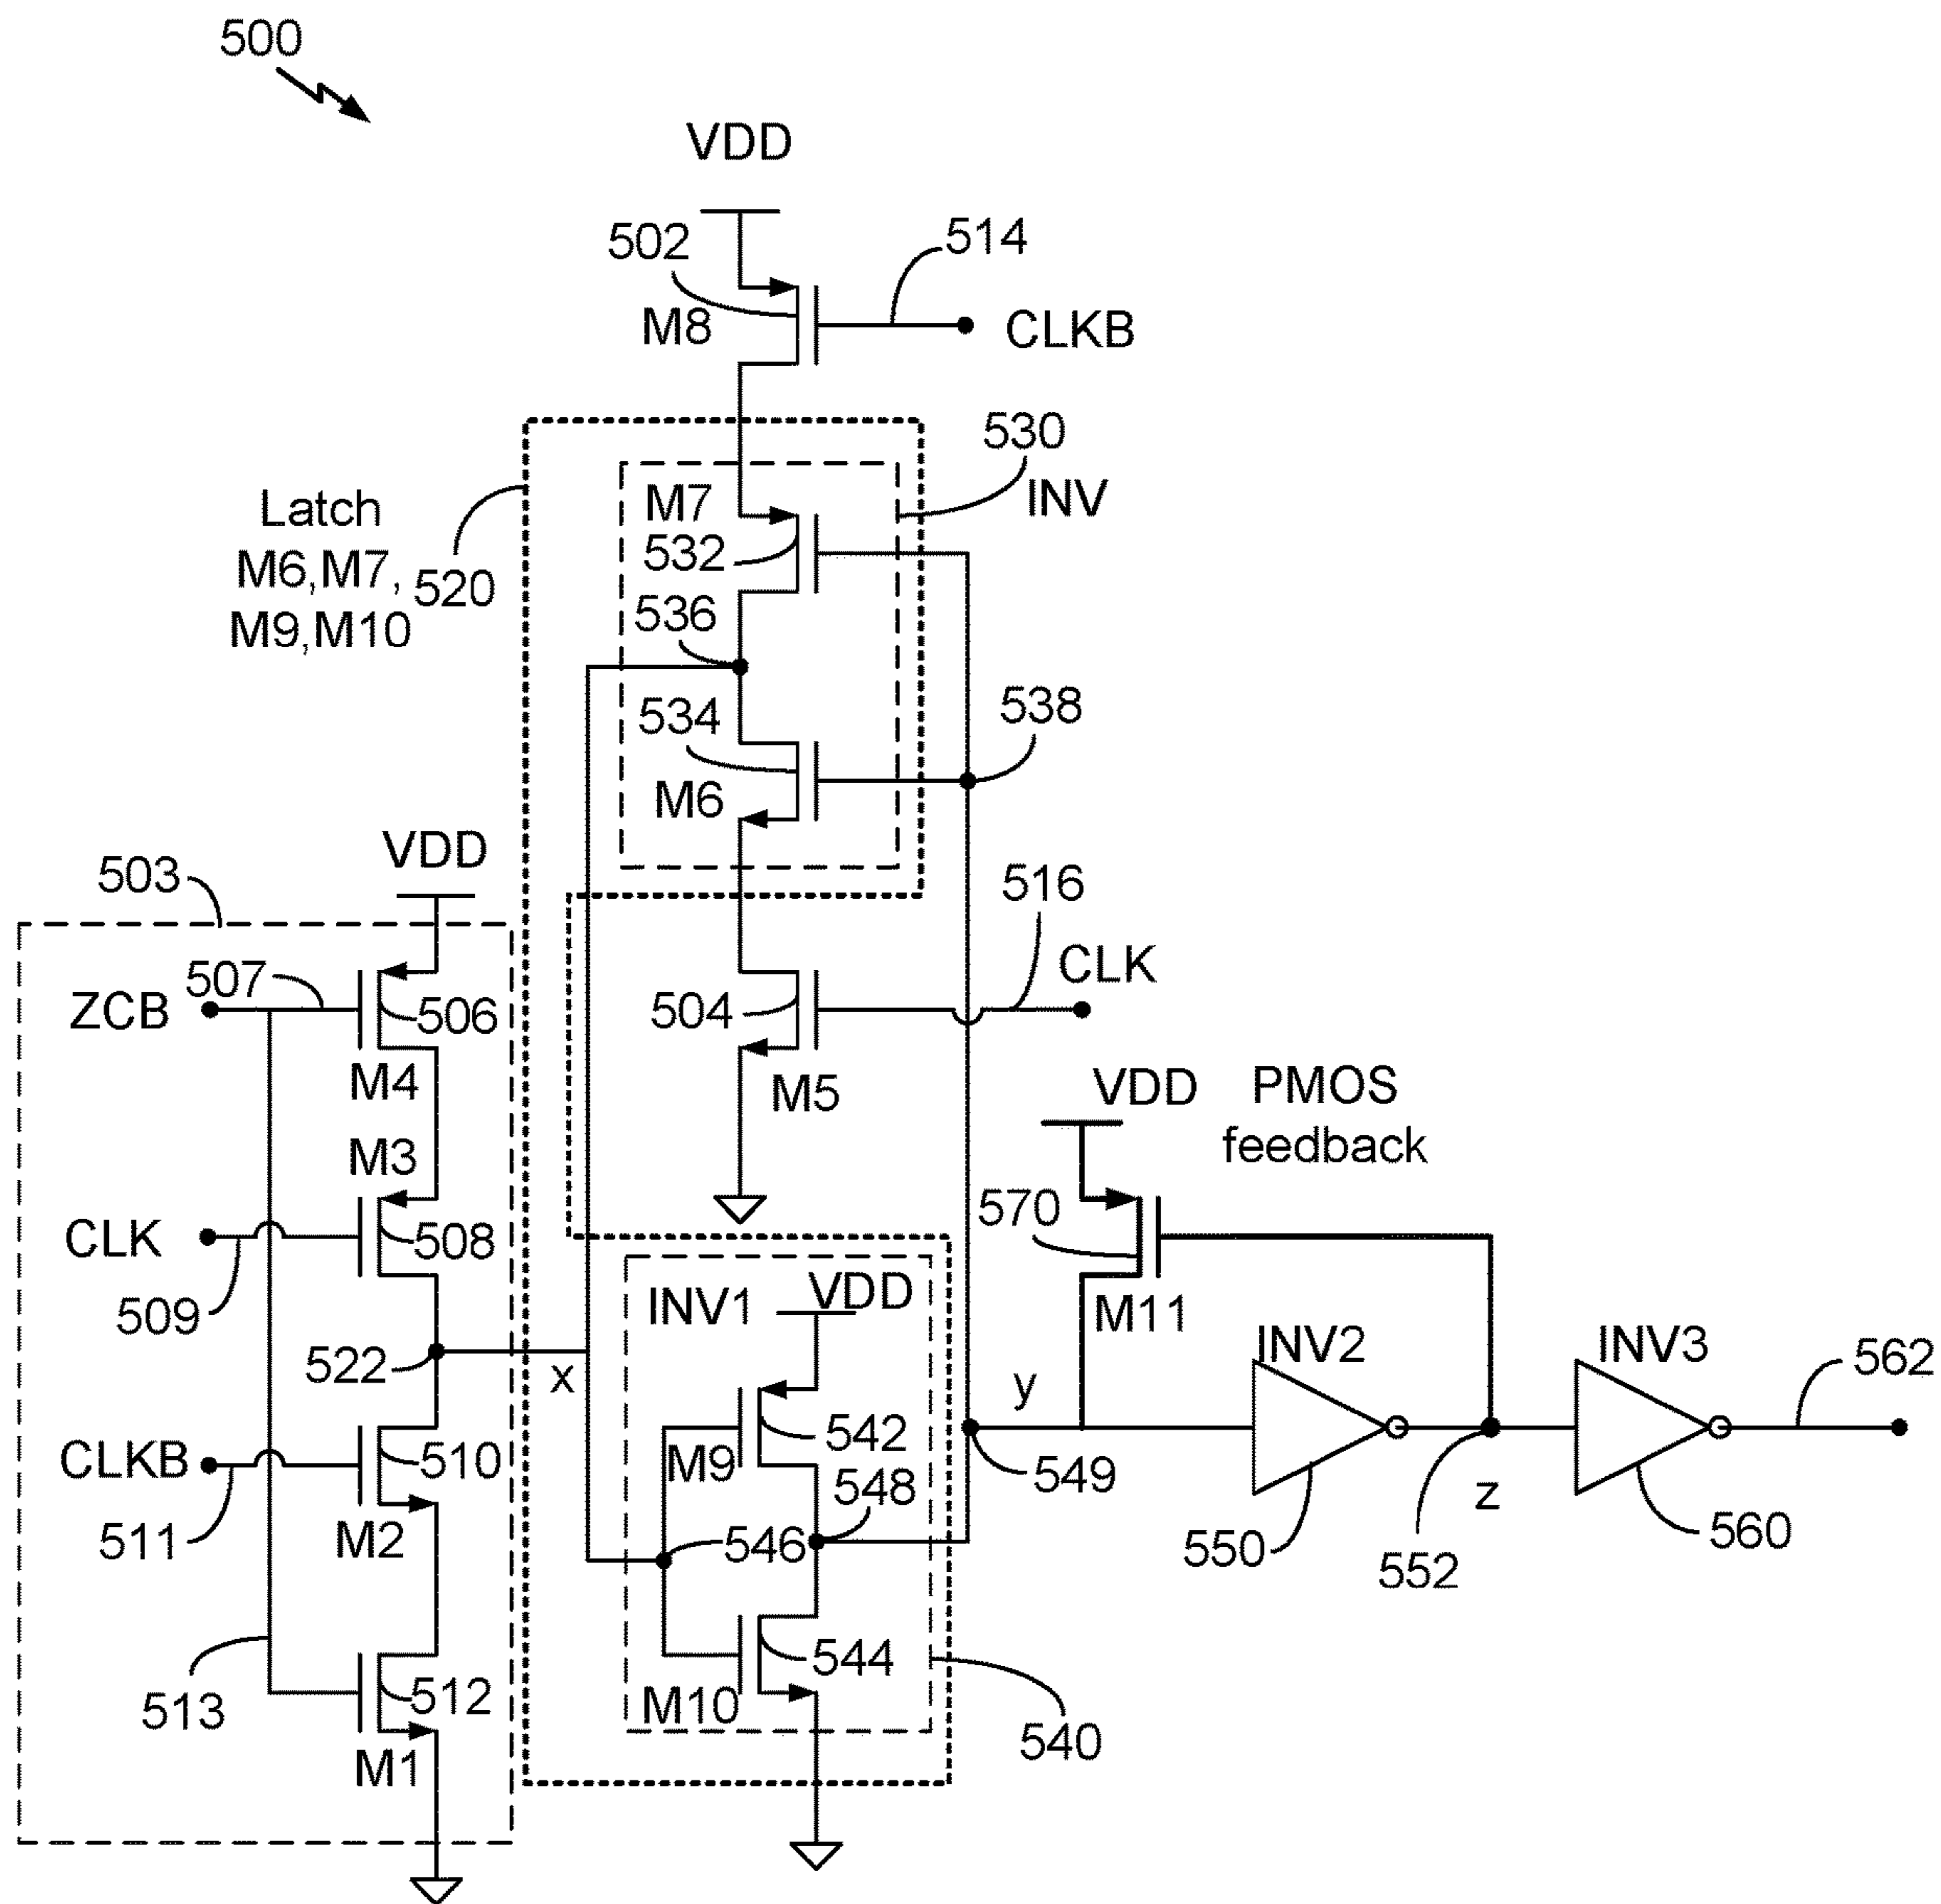 500
VDD
502
514
M8
CLKB
530
INV
M7
532
Latch
M6,M7,
M9,M10
520
536
534
538
M6
VDD
503
516
CLK
507
ZCB
506
504
M4
M5
VDD
PMOS
feedback
M3
570
CLK
508
509
INV1
VDD
M11
INV2
INV3
562
522
x
y
542
M9
549
CLKB
510
548
z
511
M2
546
550
552
560
544
513
512
M10
540
M1